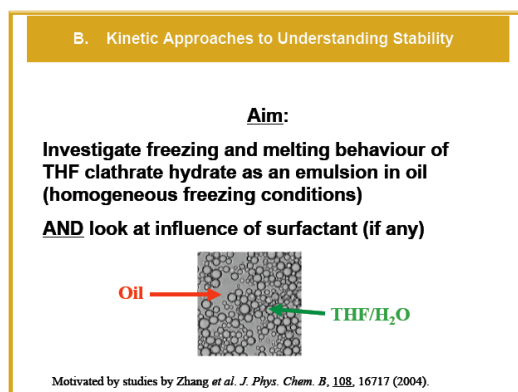 B. Kinetic Approaches to Understanding Stability
Aim:
Investigate freezing and melting behaviour of
THF clathrate hydrate as an emulsion in oil
(homogeneous freezing conditions)
AND look at influence of surfactant (if any)
Oil
THF/H₂O
Motivated by studies by Zhang et al. J. Phys. Chem. B, 108, 16717 (2004).